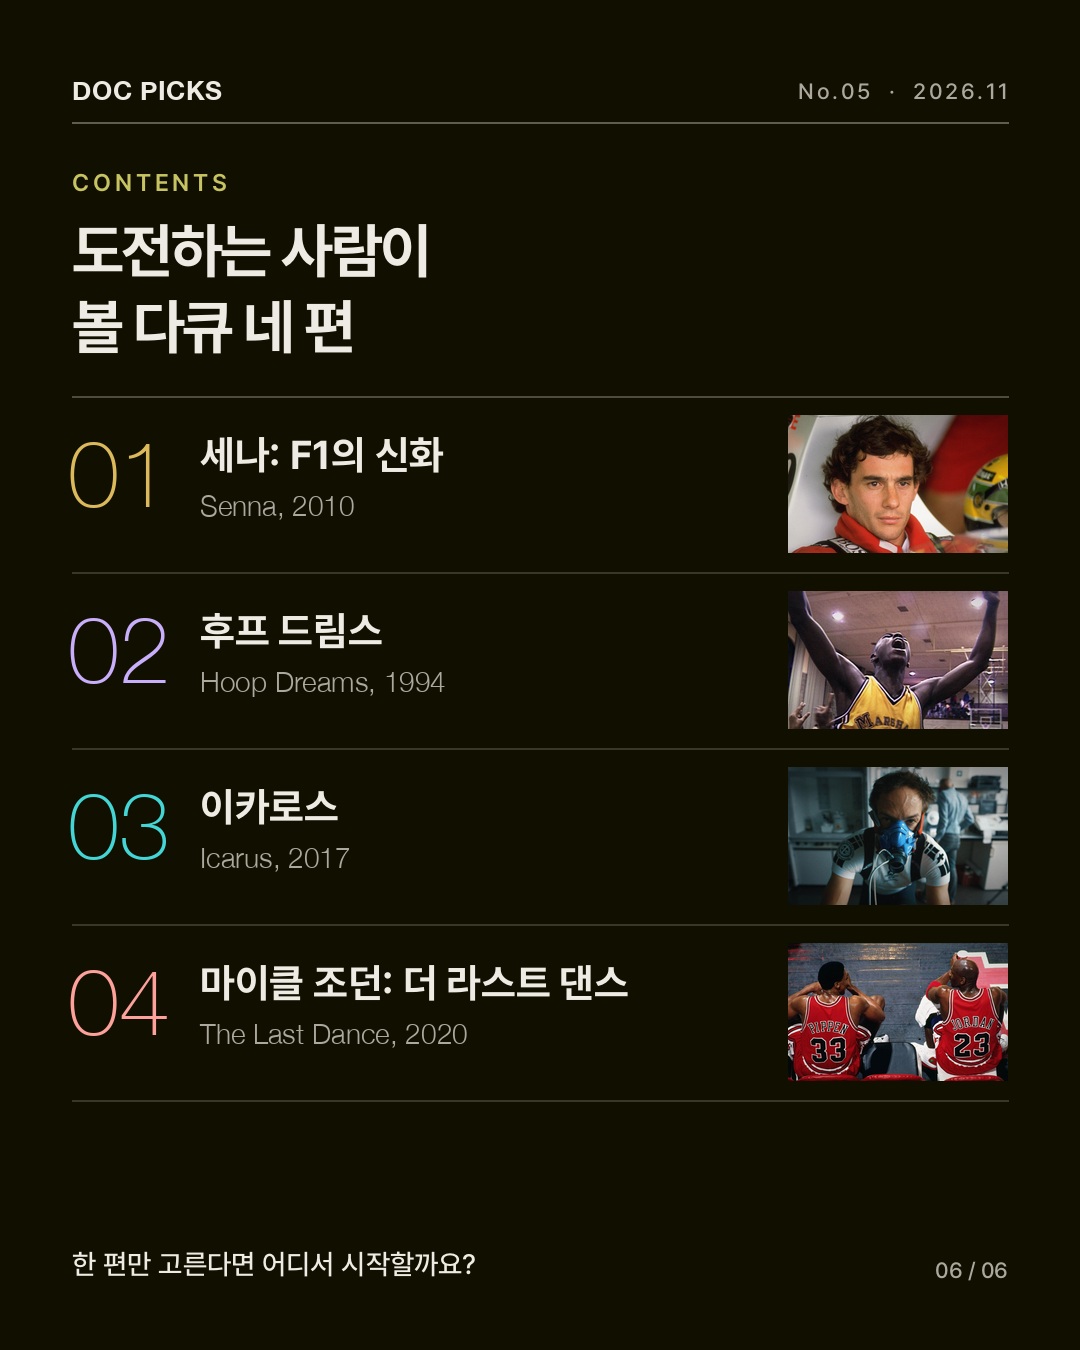 DOC PICKS
No.05 · 2026.11
CONTENTS
도전하는 사람이
볼 다큐 네 편
01
세나: F1의 신화
Senna, 2010
02
후프 드림스
Hoop Dreams, 1994
03
이카로스
Icarus, 2017
04
마이클 조던: 더 라스트 댄스
The Last Dance, 2020
PIPPEN
33
JORDAN
23
한 편만 고른다면 어디서 시작할까요?
06 / 06